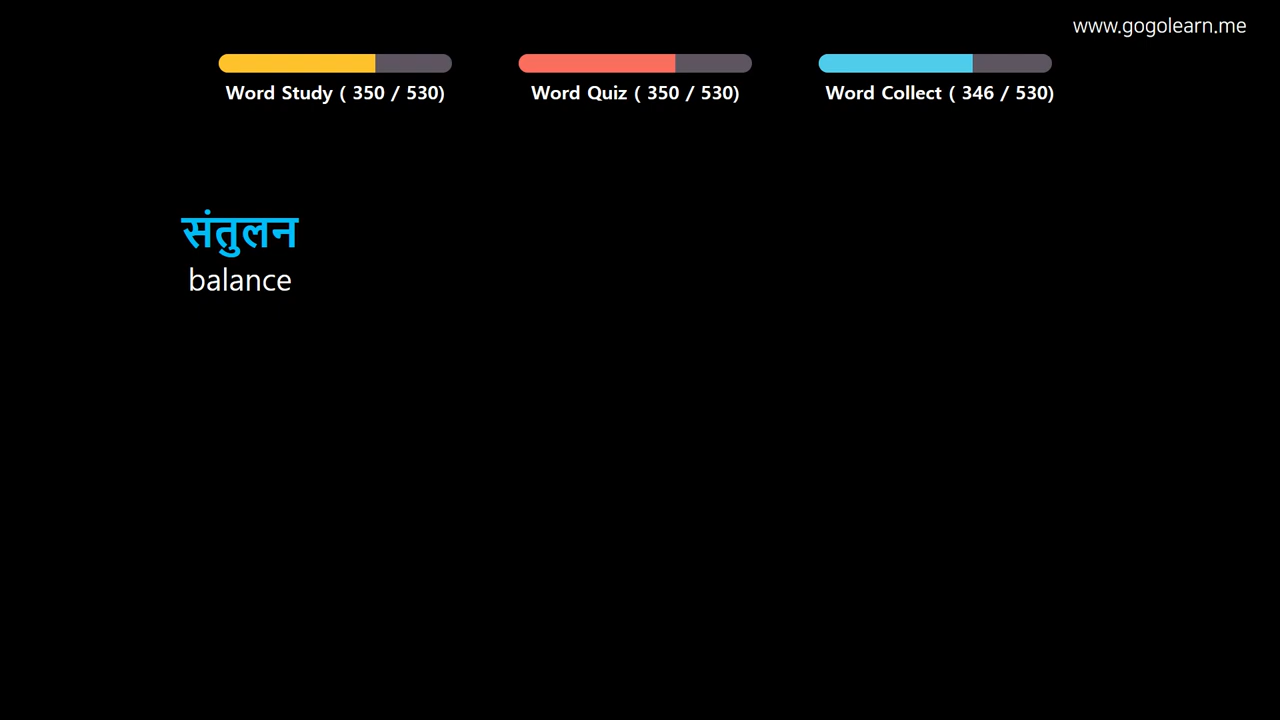 www.gogolearn.me
Word Study ( 350 / 530)
Word Quiz ( 350 / 530)
Word Collect ( 346 / 530)
संतुलन
balance